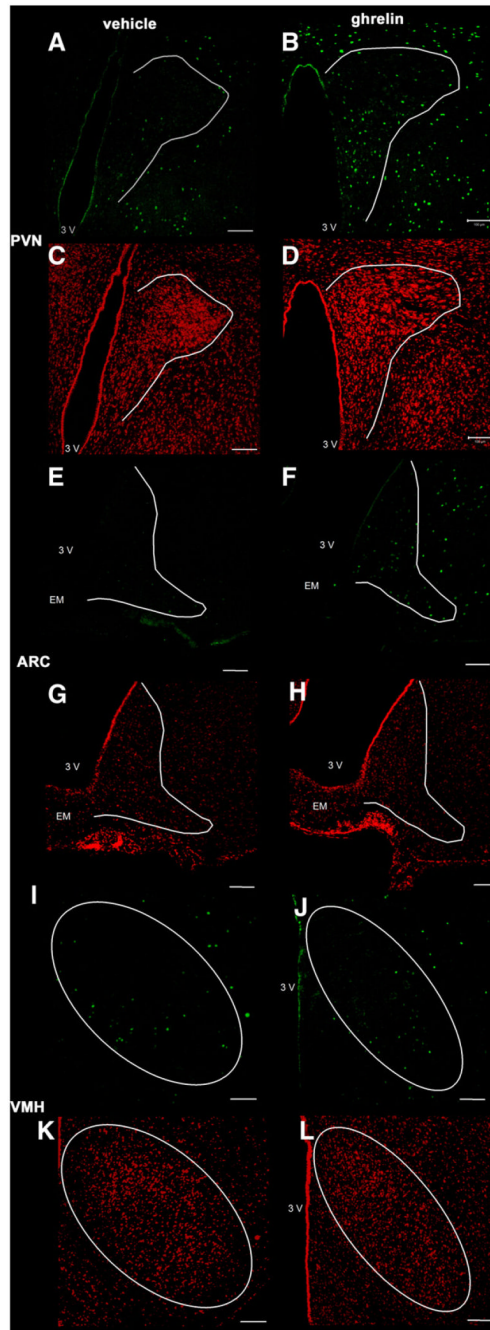 vehicle ghrelin
A B
3 V 3 V
PVN
C D
3 V 3 V
E F
3 V 3 V
EM EM
ARC
G H
3 V 3 V
EM EM
I J
3 V
VMH
K L
3 V